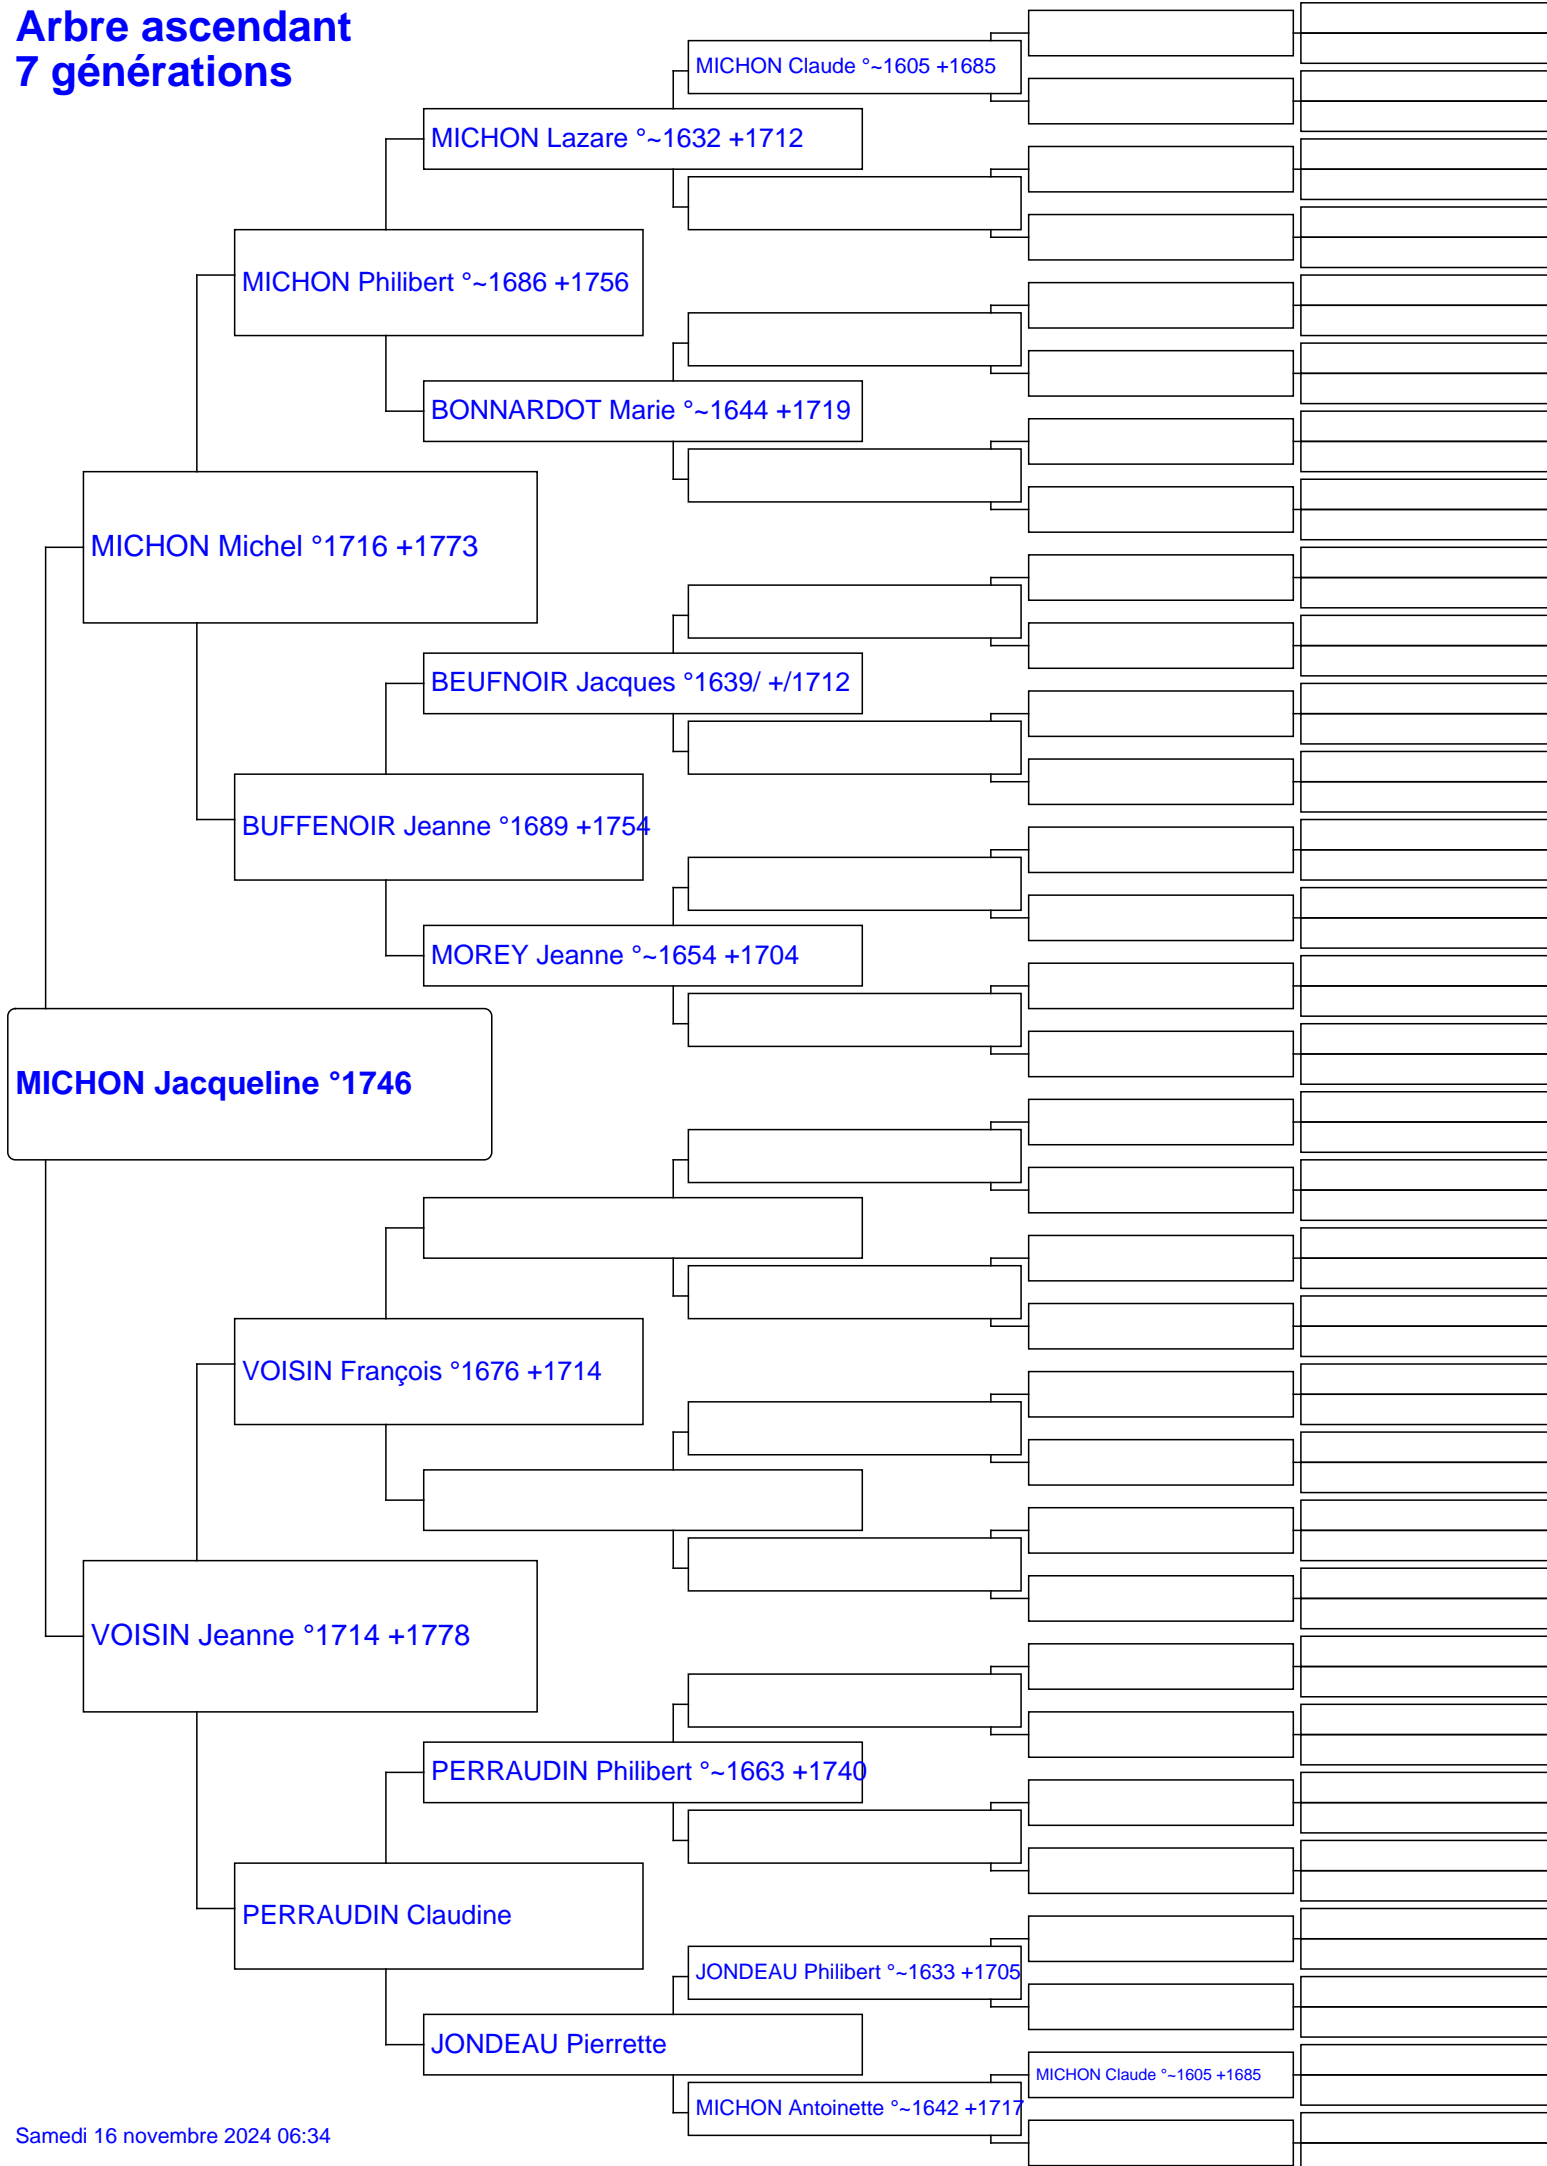 Arbre ascendant
7 générations
MICHON Claude °~1605 +1685
MICHON Lazare °~1632 +1712
MICHON Philibert °~1686 +1756
BONNARDOT Marie °~1644 +1719
MICHON Michel °1716 +1773
BEUFNOIR Jacques °1639/ +/1712
BUFFENOIR Jeanne °1689 +1754
MOREY Jeanne °~1654 +1704
MICHON Jacqueline °1746
VOISIN François °1676 +1714
VOISIN Jeanne °1714 +1778
PERRAUDIN Philibert °~1663 +1740
PERRAUDIN Claudine
JONDEAU Philibert °~1633 +1705
JONDEAU Pierrette
MICHON Claude °~1605 +1685
MICHON Antoinette °~1642 +1717
Samedi 16 novembre 2024 06:34